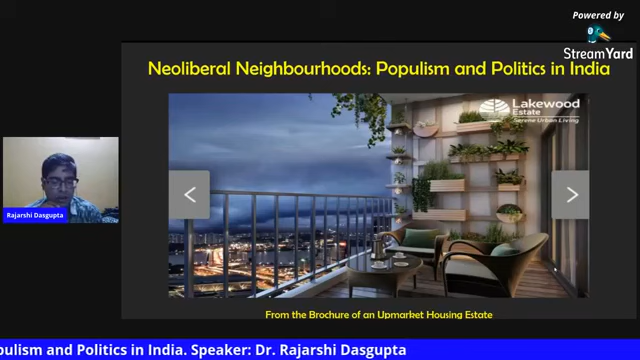 Powered by
StreamYard
Neoliberal Neighbourhoods: Populism and Politics in India
Lakewood
Estate
Serene Urban Living
Rajarshi Dasgupta
From the Brochure of an Upmarket Housing Estate
pulism and Politics in India. Speaker: Dr. Rajarshi Dasgupta